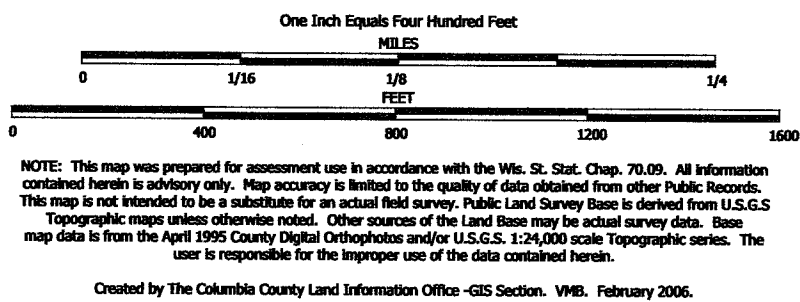 One Inch Equals Four Hundred Feet
MILES
0 1/16 1/8 1/4
FEET
0 400 800 1200 1600
NOTE: This map was prepared for assessment use in accordance with the Wis. St. Stat. Chap. 70.09. All information
contained herein is advisory only. Map accuracy is limited to the quality of data obtained from other Public Records.
This map is not intended to be a substitute for an actual field survey. Public Land Survey Base is derived from U.S.G.S
Topographic maps unless otherwise noted. Other sources of the Land Base may be actual survey data. Base
map data is from the April 1995 County Digital Orthophotos and/or U.S.G.S. 1:24,000 scale Topographic series. The
user is responsible for the improper use of the data contained herein.
Created by The Columbia County Land Information Office -GIS Section. VMB. February 2006.